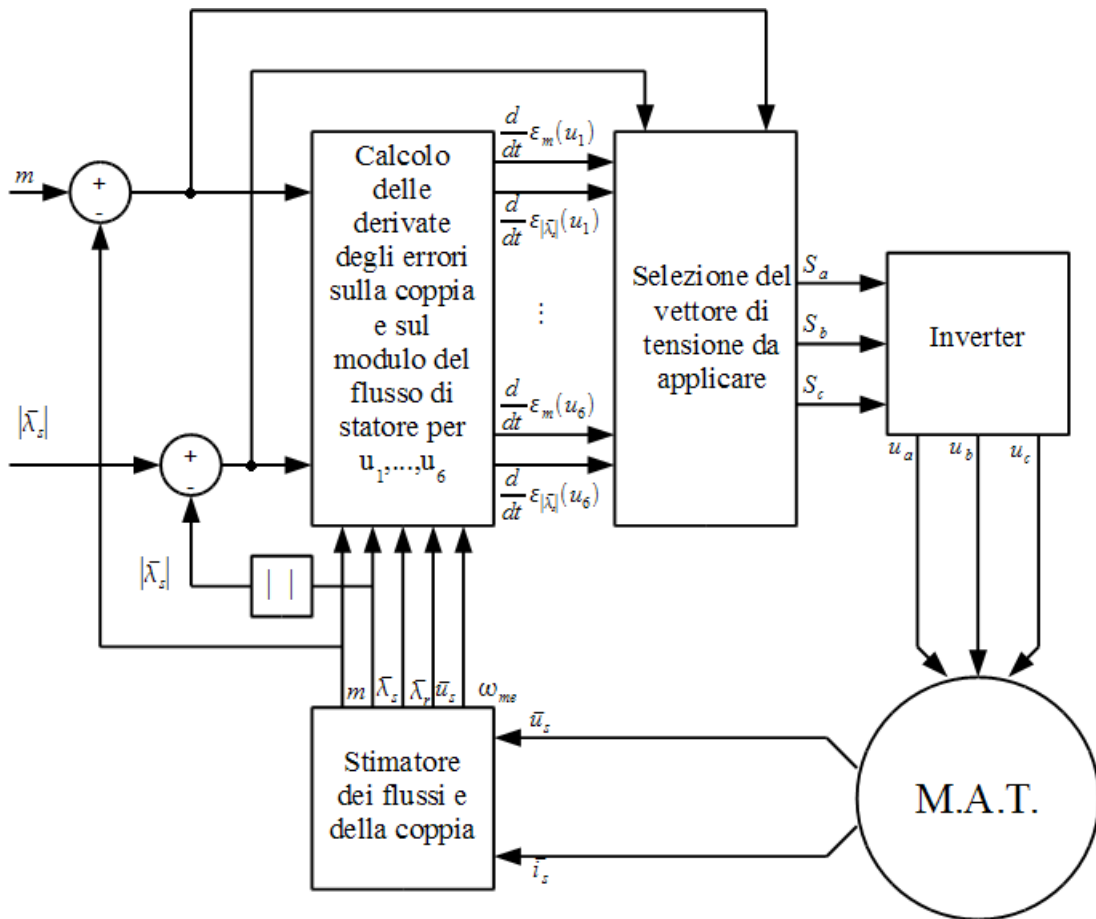 m
+
-
|λ̄s|
+
-
|λ̄s|
| |
Calcolo
delle
derivate
degli errori
sulla coppia
e sul
modulo del
flusso di
statore per
u1,...,u6
d/dt εm(u1)
d/dt ε|λ̄s|(u1)
⋮
d/dt εm(u6)
d/dt ε|λ̄s|(u6)
Selezione del
vettore di
tensione da
applicare
Sa
Sb
Sc
Inverter
ua
ub
uc
m
λ̄s
λ̄r
ūs
ωme
Stimatore
dei flussi e
della coppia
ūs
īs
M.A.T.